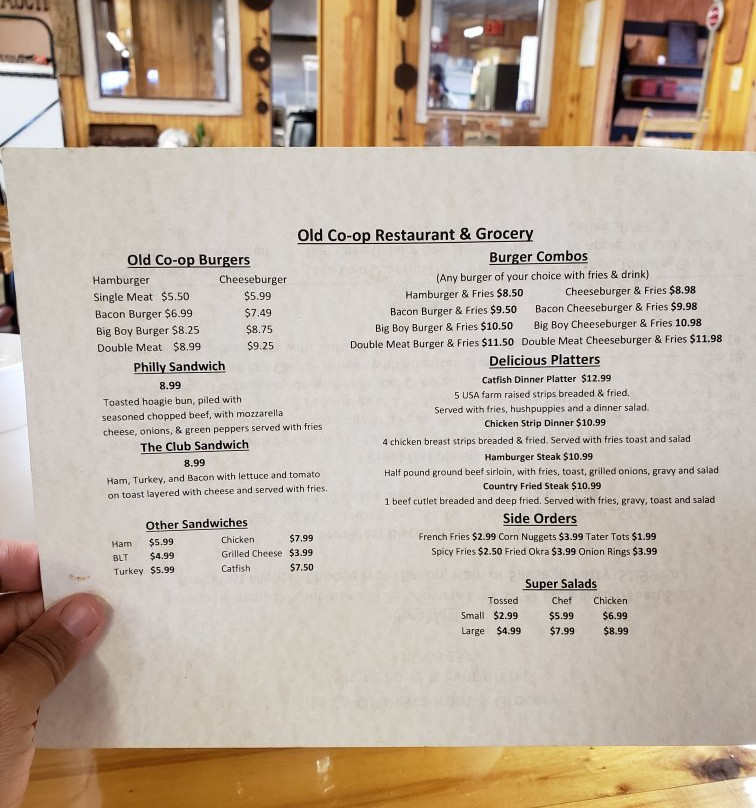 Old Co-op Restaurant & Grocery
Old Co-op Burgers
Hamburger Cheeseburger
Single Meat $5.50 $5.99
Bacon Burger $6.99 $7.49
Big Boy Burger $8.25 $8.75
Double Meat $8.99 $9.25
Philly Sandwich
8.99
Toasted hoagie bun, piled with
seasoned chopped beef, with mozzarella
cheese, onions, & green peppers served with fries
The Club Sandwich
8.99
Ham, Turkey, and Bacon with lettuce and tomato
on toast layered with cheese and served with fries.
Other Sandwiches
Ham $5.99 Chicken $7.99
BLT $4.99 Grilled Cheese $3.99
Turkey $5.99 Catfish $7.50
Burger Combos
(Any burger of your choice with fries & drink)
Hamburger & Fries $8.50 Cheeseburger & Fries $8.98
Bacon Burger & Fries $9.50 Bacon Cheeseburger & Fries $9.98
Big Boy Burger & Fries $10.50 Big Boy Cheeseburger & Fries 10.98
Double Meat Burger & Fries $11.50 Double Meat Cheeseburger & Fries $11.98
Delicious Platters
Catfish Dinner Platter $12.99
5 USA farm raised strips breaded & fried.
Served with fries, hushpuppies and a dinner salad.
Chicken Strip Dinner $10.99
4 chicken breast strips breaded & fried. Served with fries toast and salad
Hamburger Steak $10.99
Half pound ground beef sirloin, with fries, toast, grilled onions, gravy and salad
Country Fried Steak $10.99
1 beef cutlet breaded and deep fried. Served with fries, gravy, toast and salad
Side Orders
French Fries $2.99 Corn Nuggets $3.99 Tater Tots $1.99
Spicy Fries $2.50 Fried Okra $3.99 Onion Rings $3.99
Super Salads
Tossed Chef Chicken
Small $2.99 $5.99 $6.99
Large $4.99 $7.99 $8.99